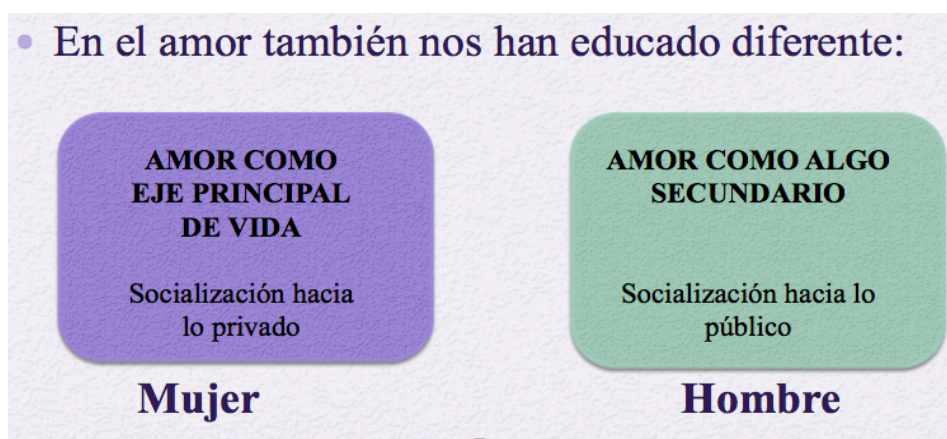 • En el amor también nos han educado diferente:
AMOR COMO
EJE PRINCIPAL
DE VIDA
Socialización hacia
lo privado
Mujer
AMOR COMO ALGO
SECUNDARIO
Socialización hacia lo
público
Hombre